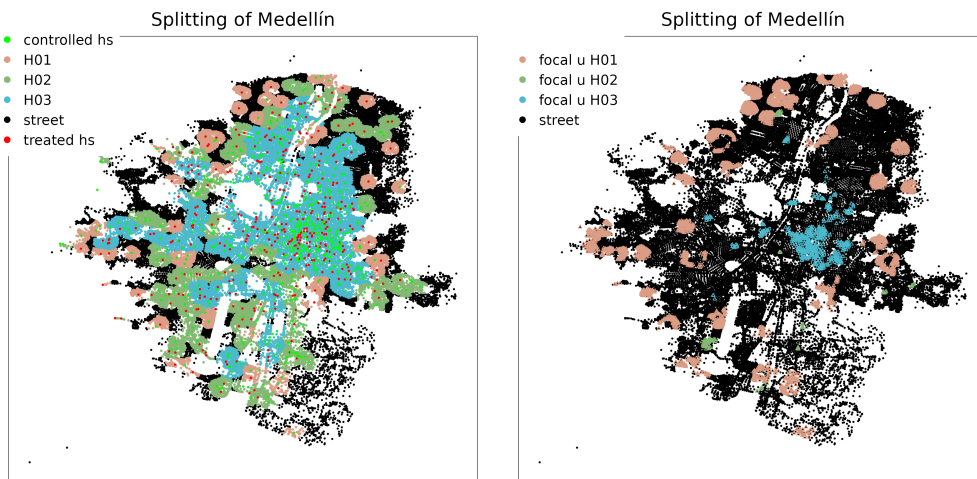 Splitting of Medellín
controlled hs
H01
H02
H03
street
treated hs
Splitting of Medellín
focal u H01
focal u H02
focal u H03
street